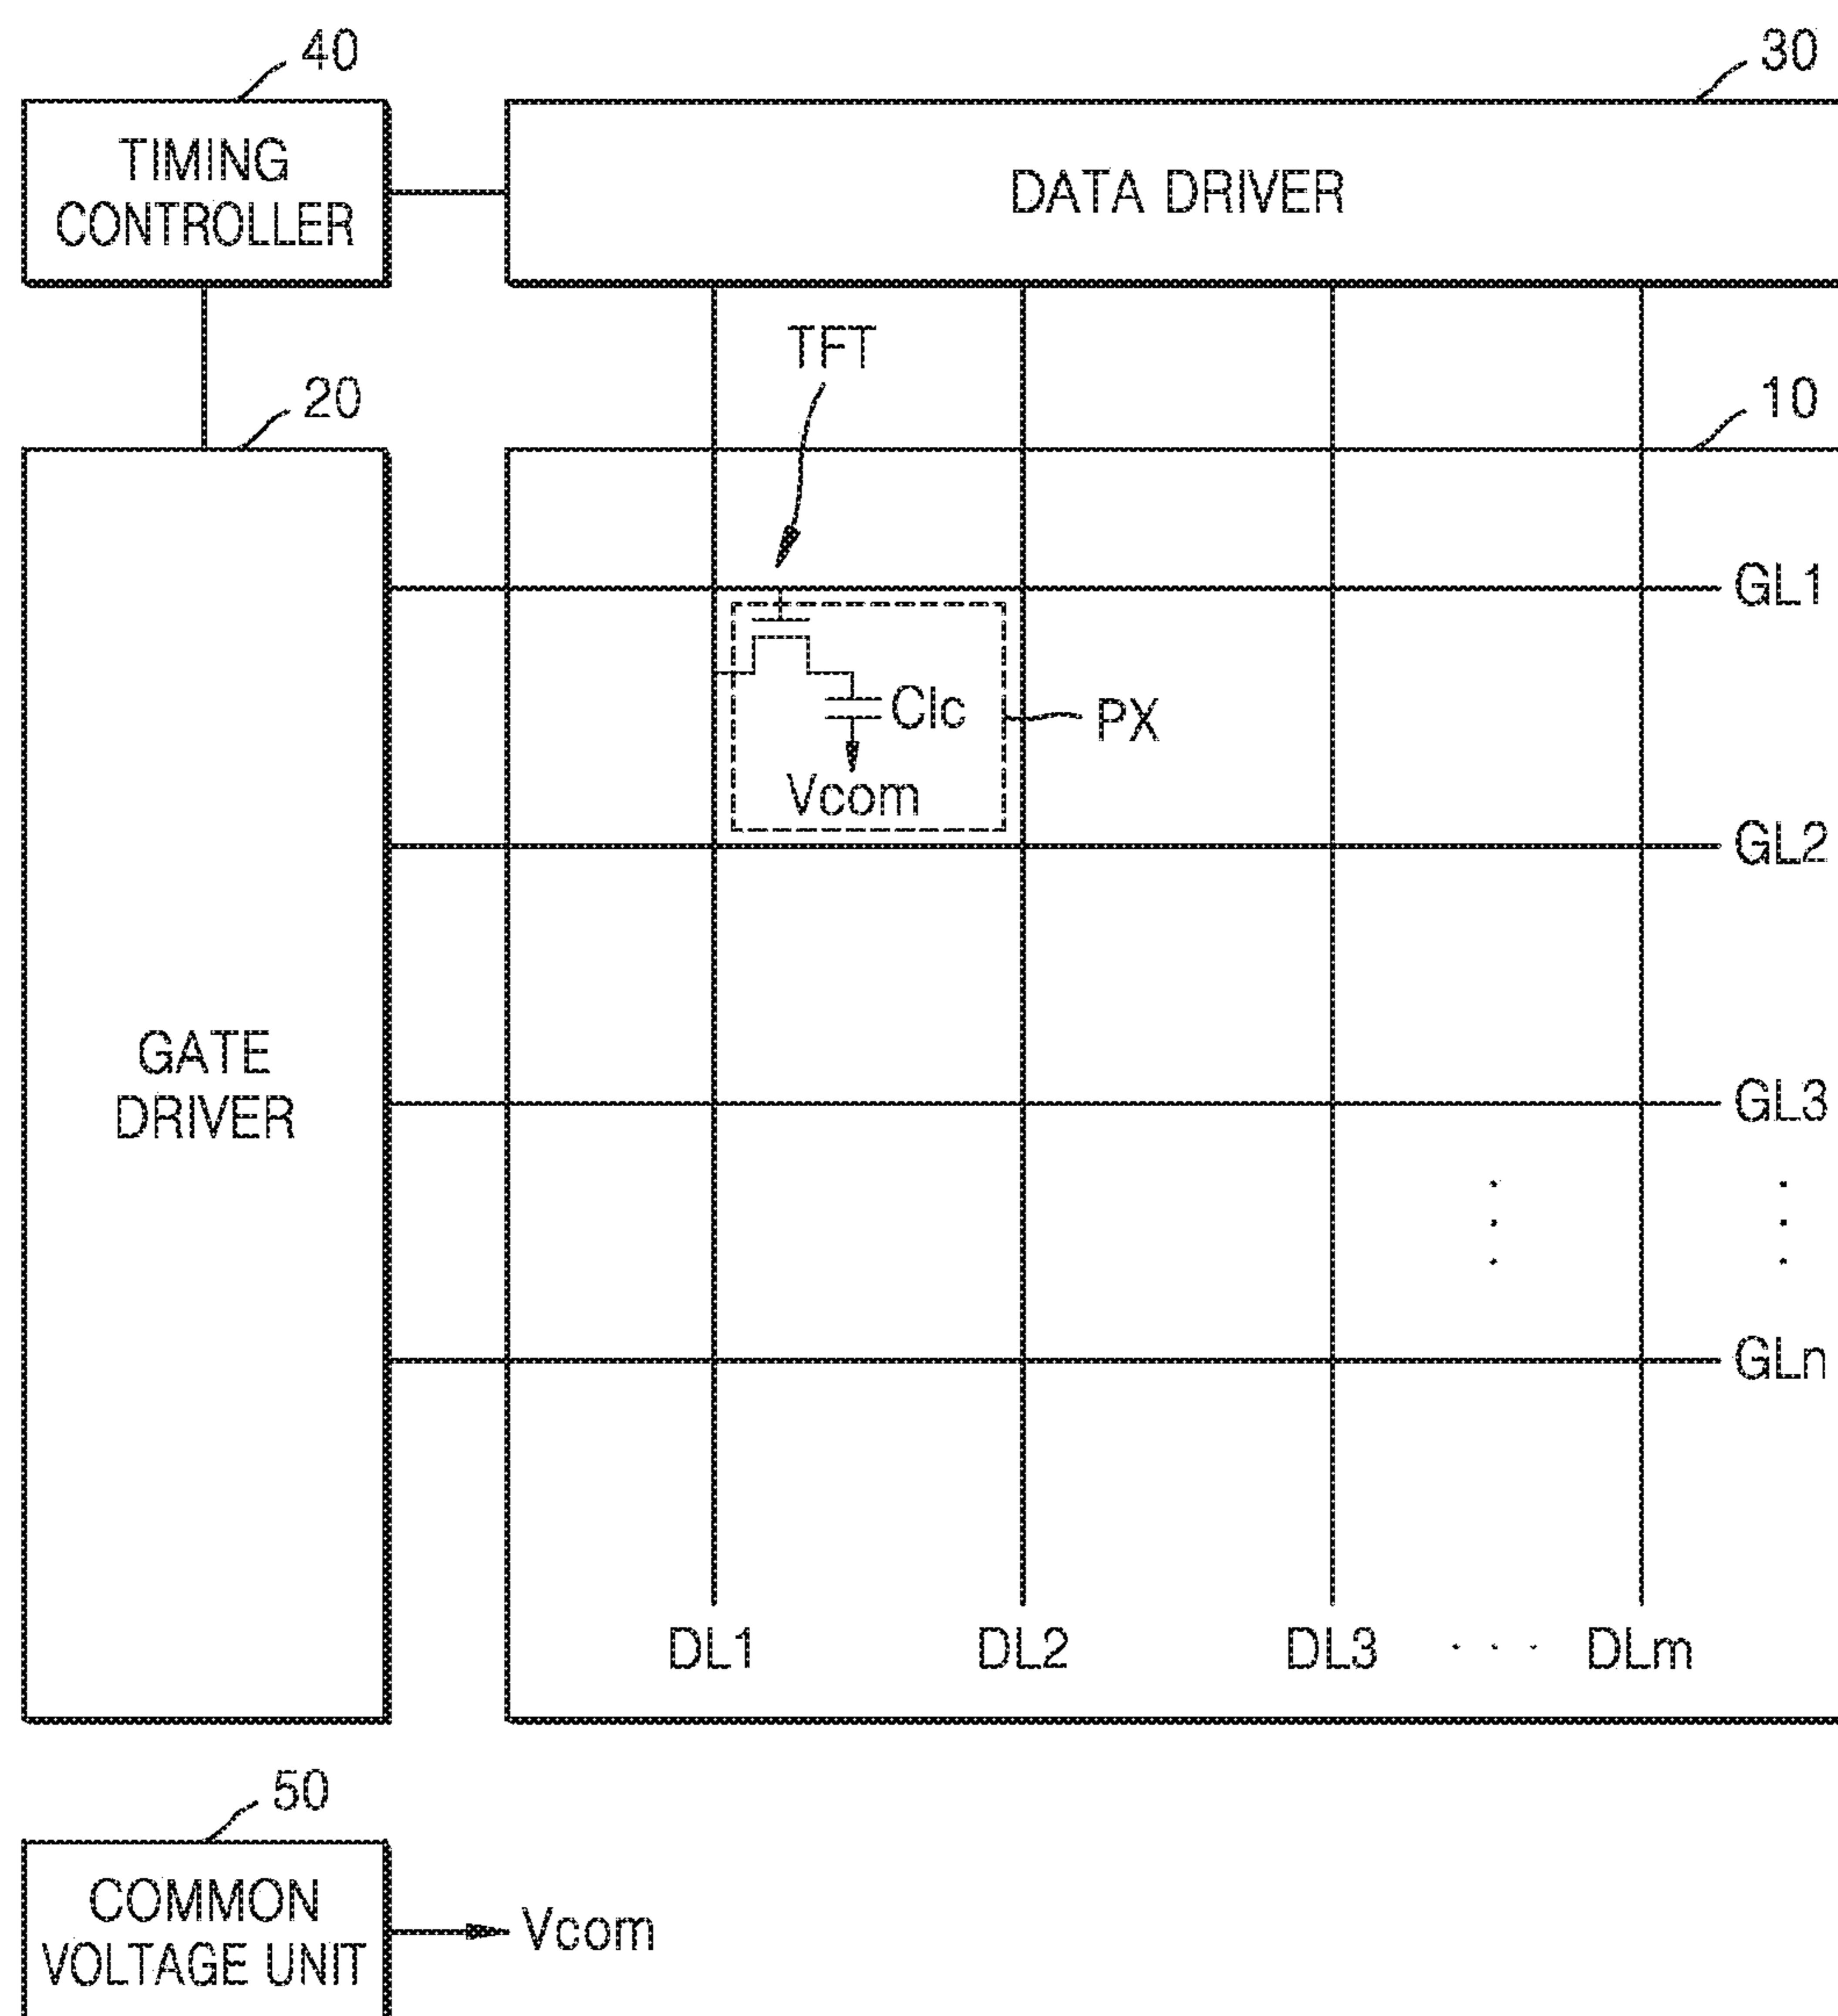 40
30
TIMING
CONTROLLER
DATA DRIVER
TFT
20
10
GL1
Clc
PX
Vcom
GL2
GATE
DRIVER
GL3
GLn
DL1 DL2 DL3 · · · DLm
50
COMMON
VOLTAGE UNIT
Vcom